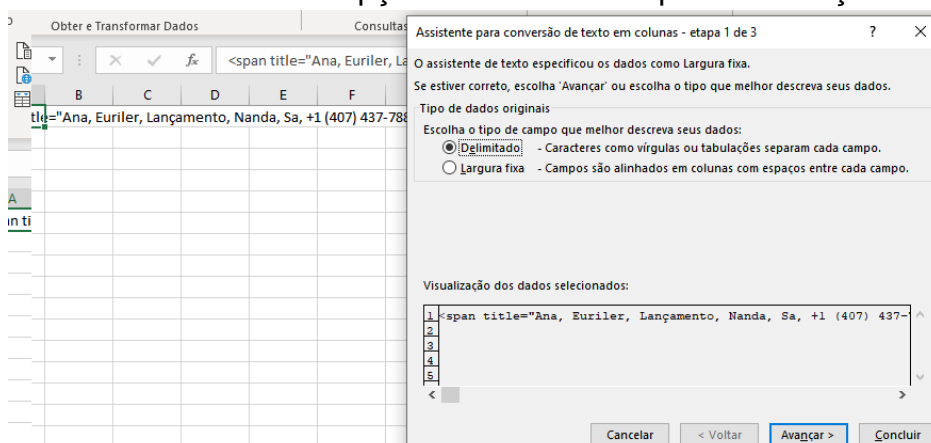 Obter e Transformar Dados
Consultas
fx <span title="Ana, Euriler, La
B C D E F
tle="Ana, Euriler, Lançamento, Nanda, Sa, +1 (407) 437-788
A
an ti
Assistente para conversão de texto em colunas - etapa 1 de 3 ? ×
O assistente de texto especificou os dados como Largura fixa.
Se estiver correto, escolha 'Avançar' ou escolha o tipo que melhor descreva seus dados.
Tipo de dados originais
Escolha o tipo de campo que melhor descreva seus dados:
Delimitado - Caracteres como vírgulas ou tabulações separam cada campo.
Largura fixa - Campos são alinhados em colunas com espaços entre cada campo.
Visualização dos dados selecionados:
1 <span title="Ana, Euriler, Lançamento, Nanda, Sa, +1 (407) 437-
2
3
4
5
Cancelar < Voltar Avançar > Concluir